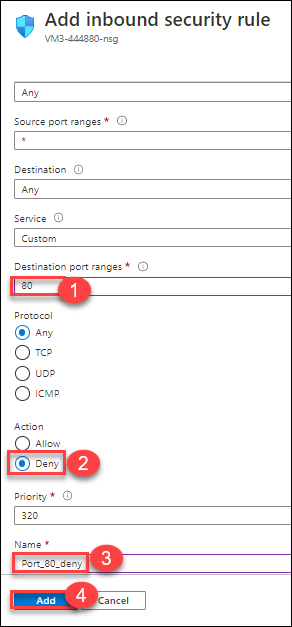 Add inbound security rule
VM3-444880-nsg
Any
Source port ranges *
*
Destination
Any
Service
Custom
Destination port ranges *
80
1
Protocol
Any
TCP
UDP
ICMP
Action
Allow
Deny
2
Priority *
320
Name *
Port_80_deny
3
Add
4
Cancel